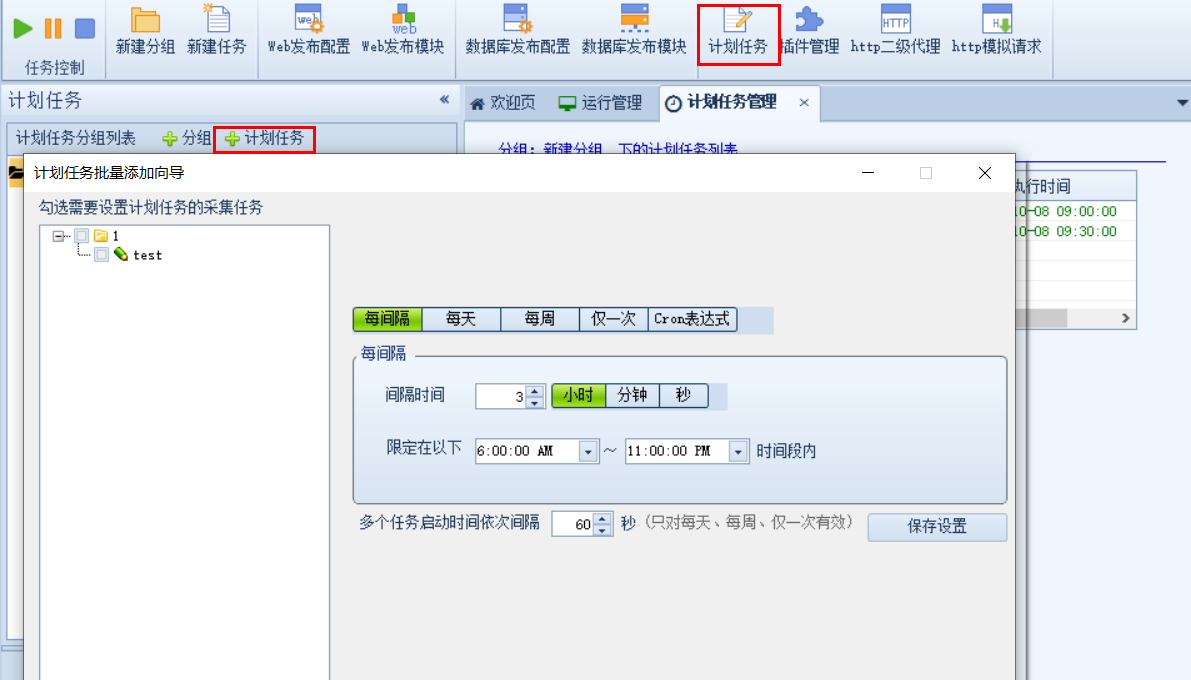 web
web
HTTP
H
新建分组 新建任务 Web发布配置 Web发布模块 数据库发布配置 数据库发布模块 计划任务 插件管理 http二级代理 http模拟请求
任务控制
计划任务 «
欢迎页 运行管理 计划任务管理 ×
计划任务分组列表 分组 计划任务
分组：新建分组 下的计划任务列表
计划任务批量添加向导
执行时间
勾选需要设置计划任务的采集任务
10-08 09:00:00
10-08 09:30:00
1
test
每间隔 每天 每周 仅一次 Cron表达式
每间隔
间隔时间 3 小时 分钟 秒
限定在以下 6:00:00 AM ~ 11:00:00 PM 时间段内
多个任务启动时间依次间隔 60 秒（只对每天、每周、仅一次有效） 保存设置